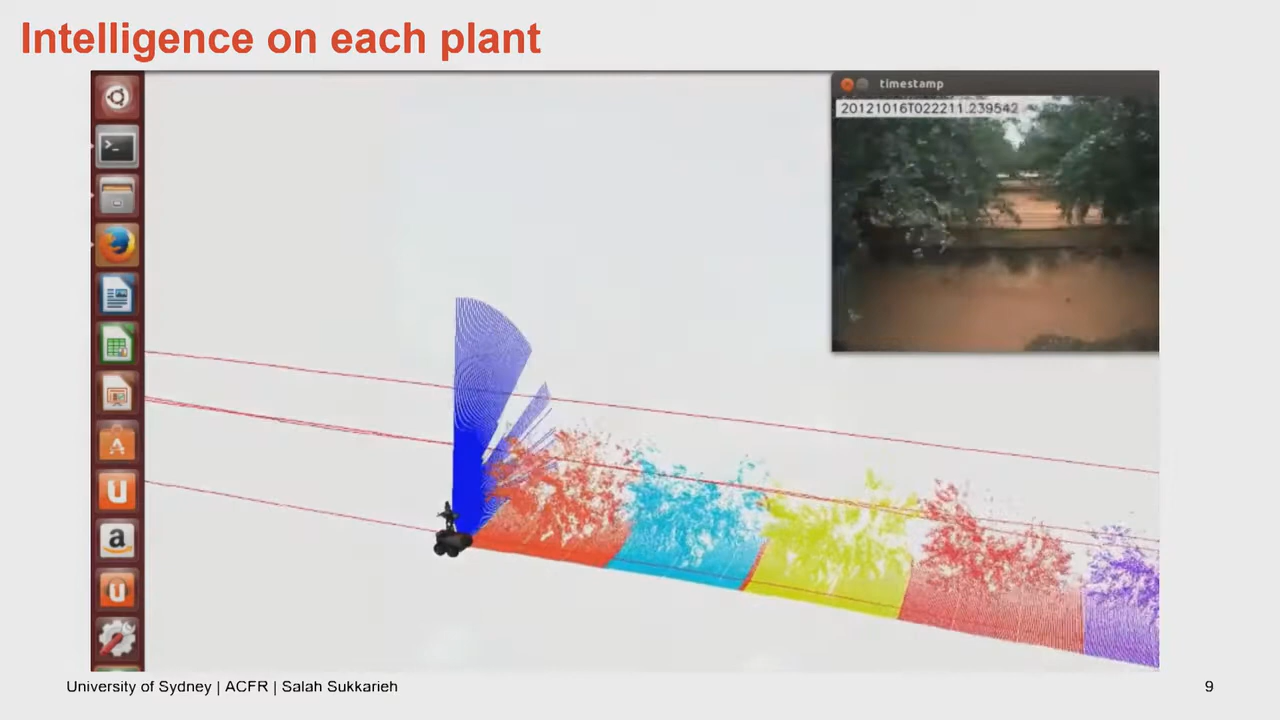 Intelligence on each plant
timestamp
20121016T022211.239542
University of Sydney | ACFR | Salah Sukkarieh
9